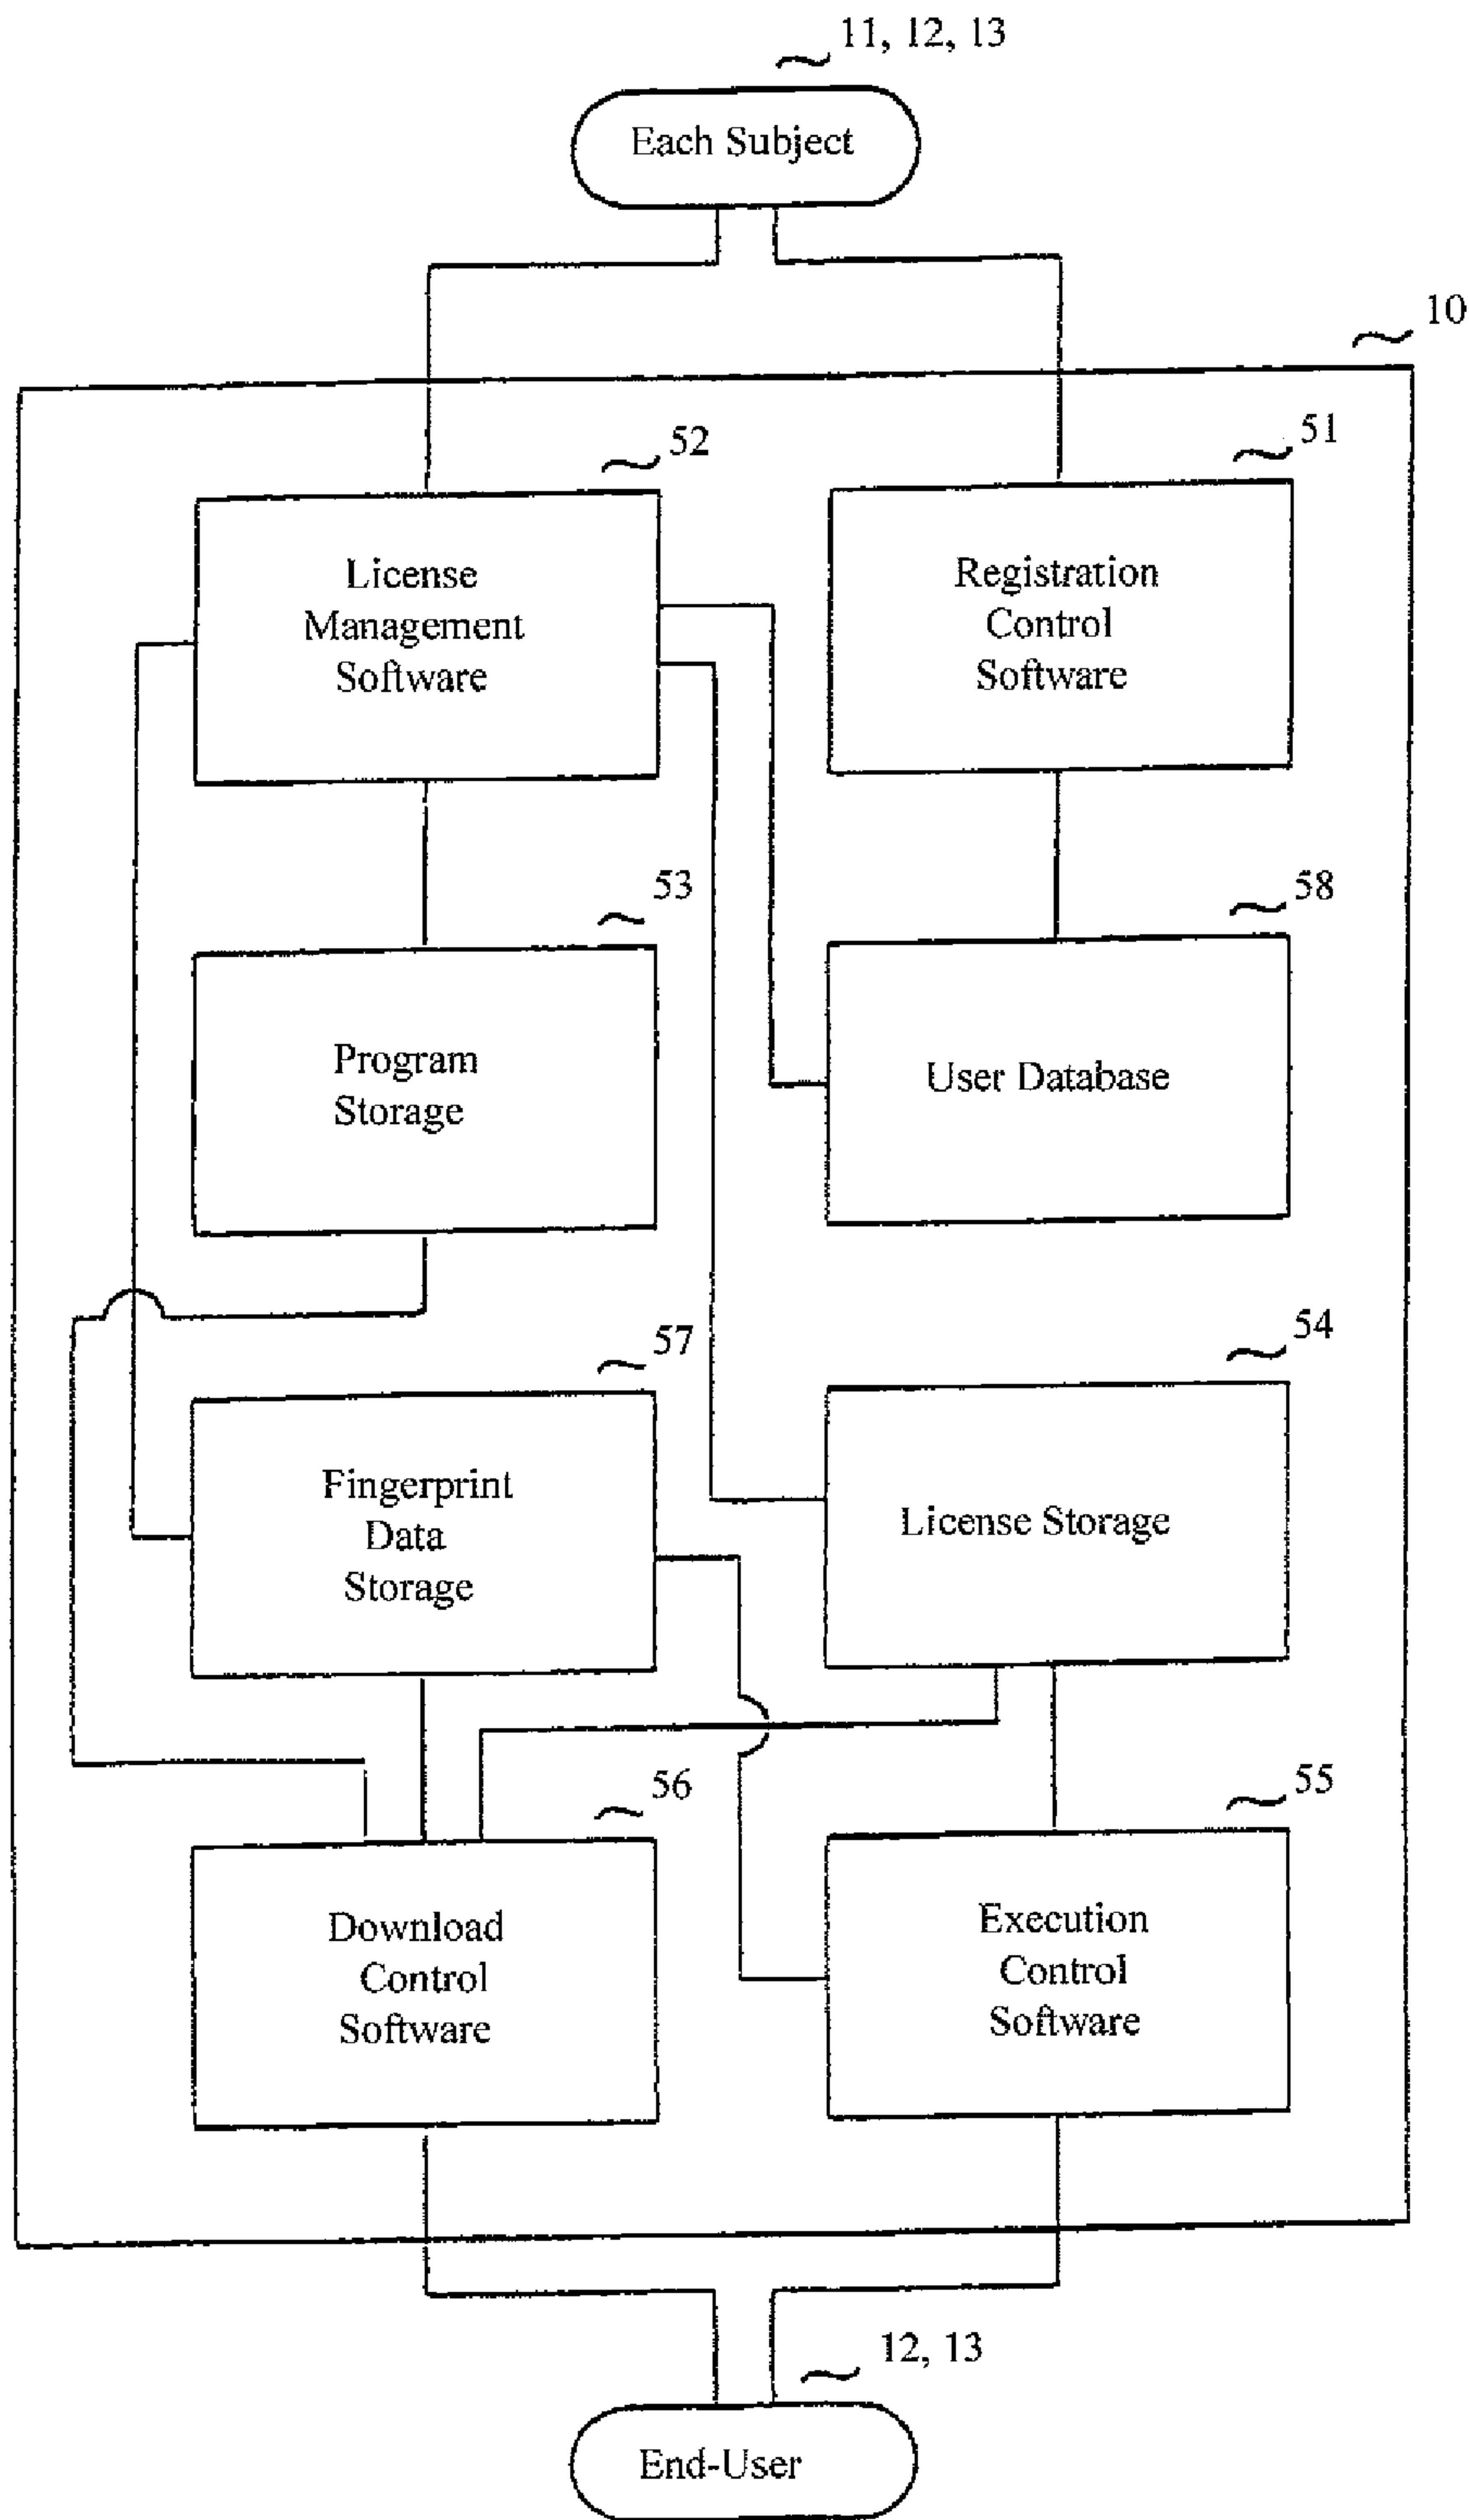 11, 12, 13
Each Subject
10
52
51
License
Management
Software
Registration
Control
Software
53
58
Program
Storage
User Database
57
54
Fingerprint
Data
Storage
License Storage
56
55
Download
Control
Software
Execution
Control
Software
12, 13
End-User